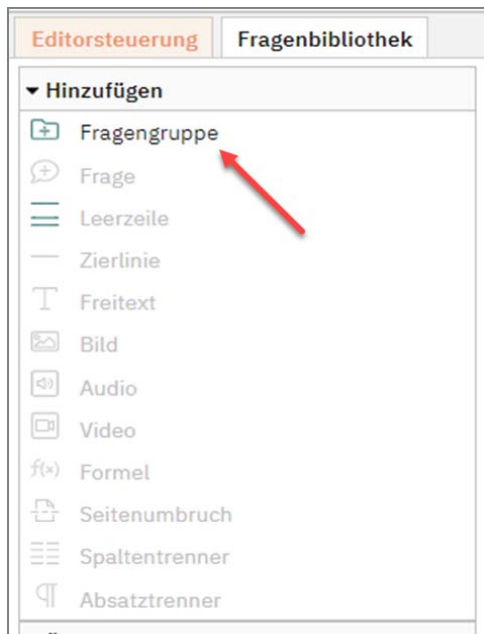 Editorsteuerung Fragenbibliothek
Hinzufügen
Fragengruppe
Frage
Leerzeile
Zierlinie
Freitext
Bild
Audio
Video
f(x) Formel
Seitenumbruch
Spaltentrenner
Absatztrenner